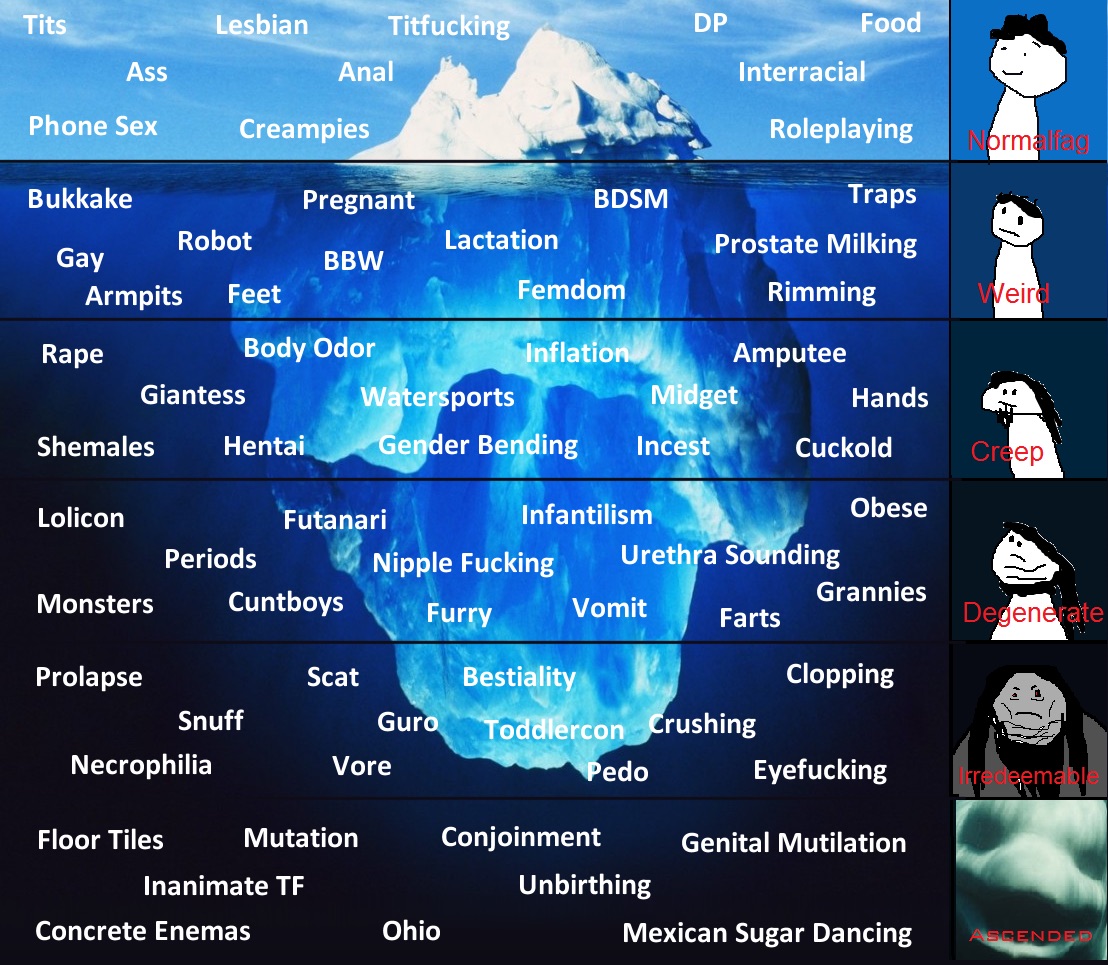 Tits Lesbian Titfucking DP Food
Ass Anal Interracial
Phone Sex Creampies Roleplaying
Normalfag
Bukkake Pregnant BDSM Traps
Robot Lactation Prostate Milking
Gay BBW
Armpits Feet Femdom Rimming
Weird
Rape Body Odor Inflation Amputee
Giantess Watersports Midget Hands
Shemales Hentai Gender Bending Incest Cuckold
Creep
Lolicon Futanari Infantilism Obese
Periods Nipple Fucking Urethra Sounding
Monsters Cuntboys Furry Vomit Farts Grannies
Degenerate
Prolapse Scat Bestiality Clopping
Snuff Guro Toddlercon Crushing
Necrophilia Vore Pedo Eyefucking
Irredeemable
Floor Tiles Mutation Conjoinment Genital Mutilation
Inanimate TF Unbirthing
Concrete Enemas Ohio Mexican Sugar Dancing
Ascended